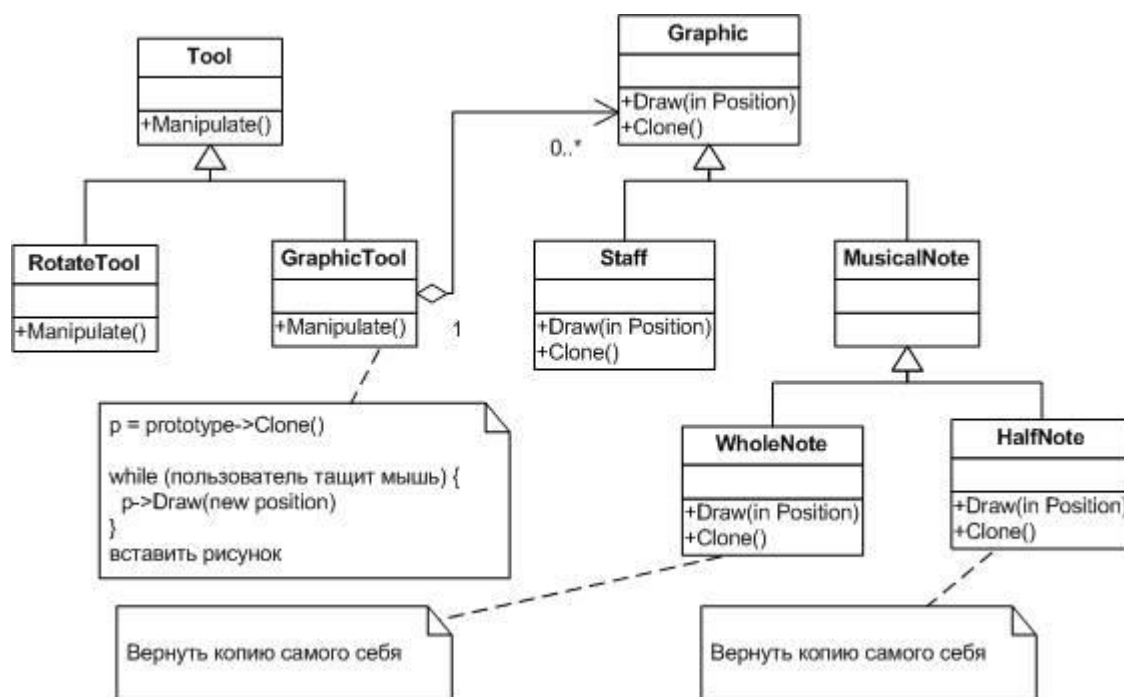 Tool
+Manipulate()
Graphic
+Draw(in Position)
+Clone()
0..*
RotateTool
+Manipulate()
GraphicTool
+Manipulate()
1
Staff
+Draw(in Position)
+Clone()
MusicalNote
p = prototype->Clone()
while (пользователь тащит мышь) {
p->Draw(new position)
}
вставить рисунок
WholeNote
+Draw(in Position)
+Clone()
HalfNote
+Draw(in Position)
+Clone()
Вернуть копию самого себя
Вернуть копию самого себя